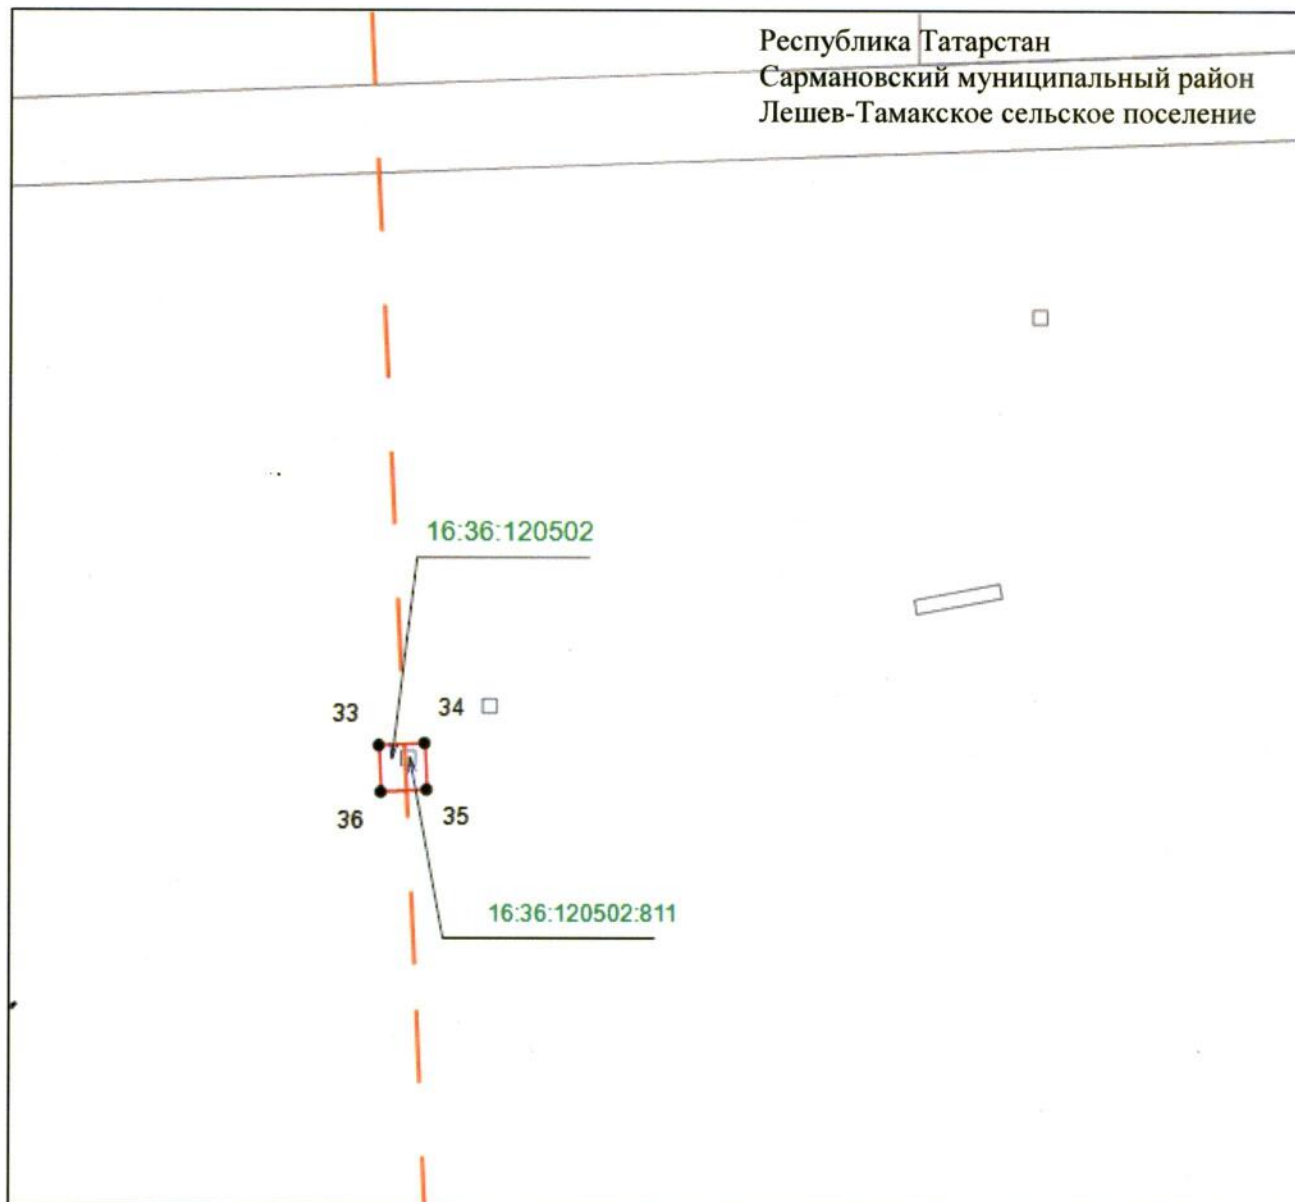 Республика Татарстан
Сармановский муниципальный район
Лешев-Тамакское сельское поселение
16:36:120502
33
34
36
35
16:36:120502:811